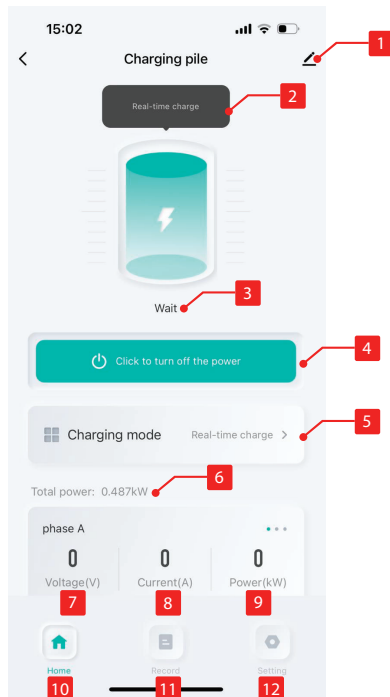 15:02
Charging pile
1
Real-time charge
2
Wait
3
Click to turn off the power
4
Charging mode
Real-time charge
5
6
Total power: 0.487kW
phase A
0 0 0
Voltage(V) Current(A) Power(kW)
7 8 9
Home Record Setting
10 11 12